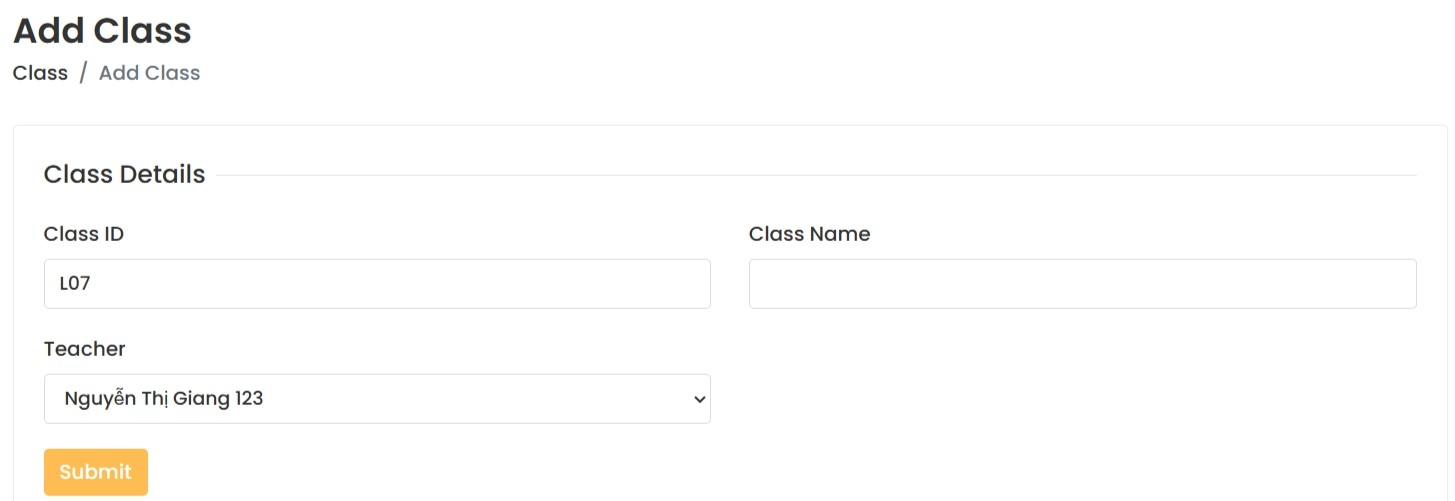 Add Class
Class / Add Class
Class Details
Class ID
Class Name
L07
Teacher
Nguyễn Thị Giang 123
Submit